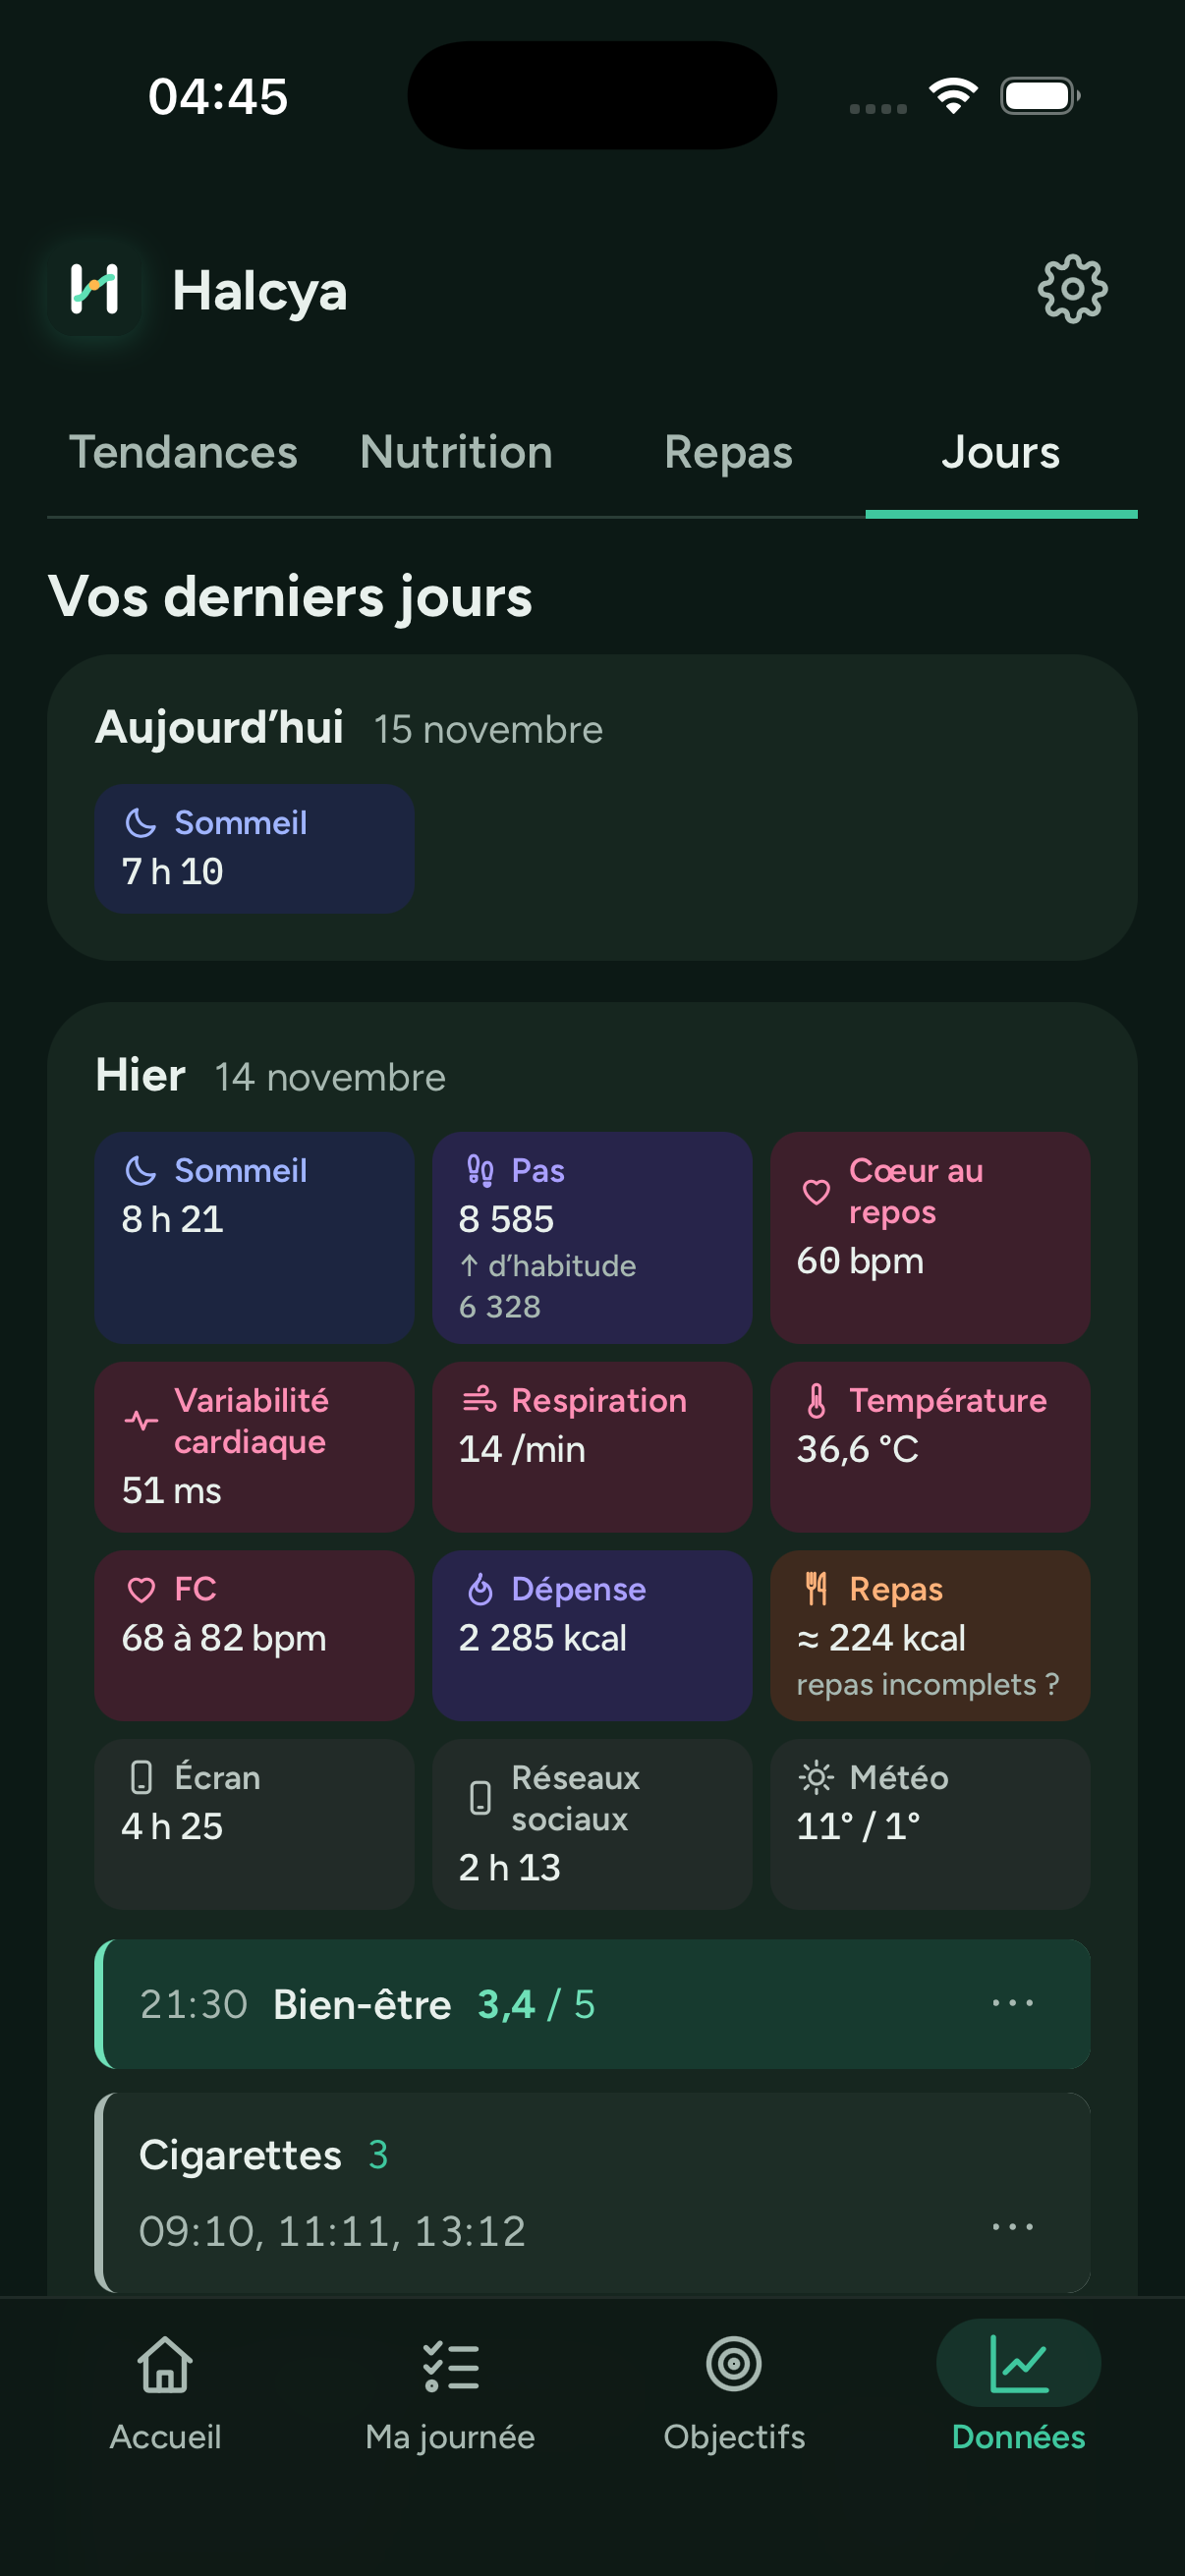 04:45
Halcya
Tendances Nutrition Repas Jours
Vos derniers jours
Aujourd’hui 15 novembre
Sommeil
7 h 10
Hier 14 novembre
Sommeil
8 h 21
Pas
8 585
↑ d’habitude
6 328
Cœur au
repos
60 bpm
Variabilité
cardiaque
51 ms
Respiration
14 /min
Température
36,6 °C
FC
68 à 82 bpm
Dépense
2 285 kcal
Repas
≈ 224 kcal
repas incomplets ?
Écran
4 h 25
Réseaux
sociaux
2 h 13
Météo
11° / 1°
21:30 Bien-être 3,4 / 5
Cigarettes 3
09:10, 11:11, 13:12
Accueil Ma journée Objectifs Données